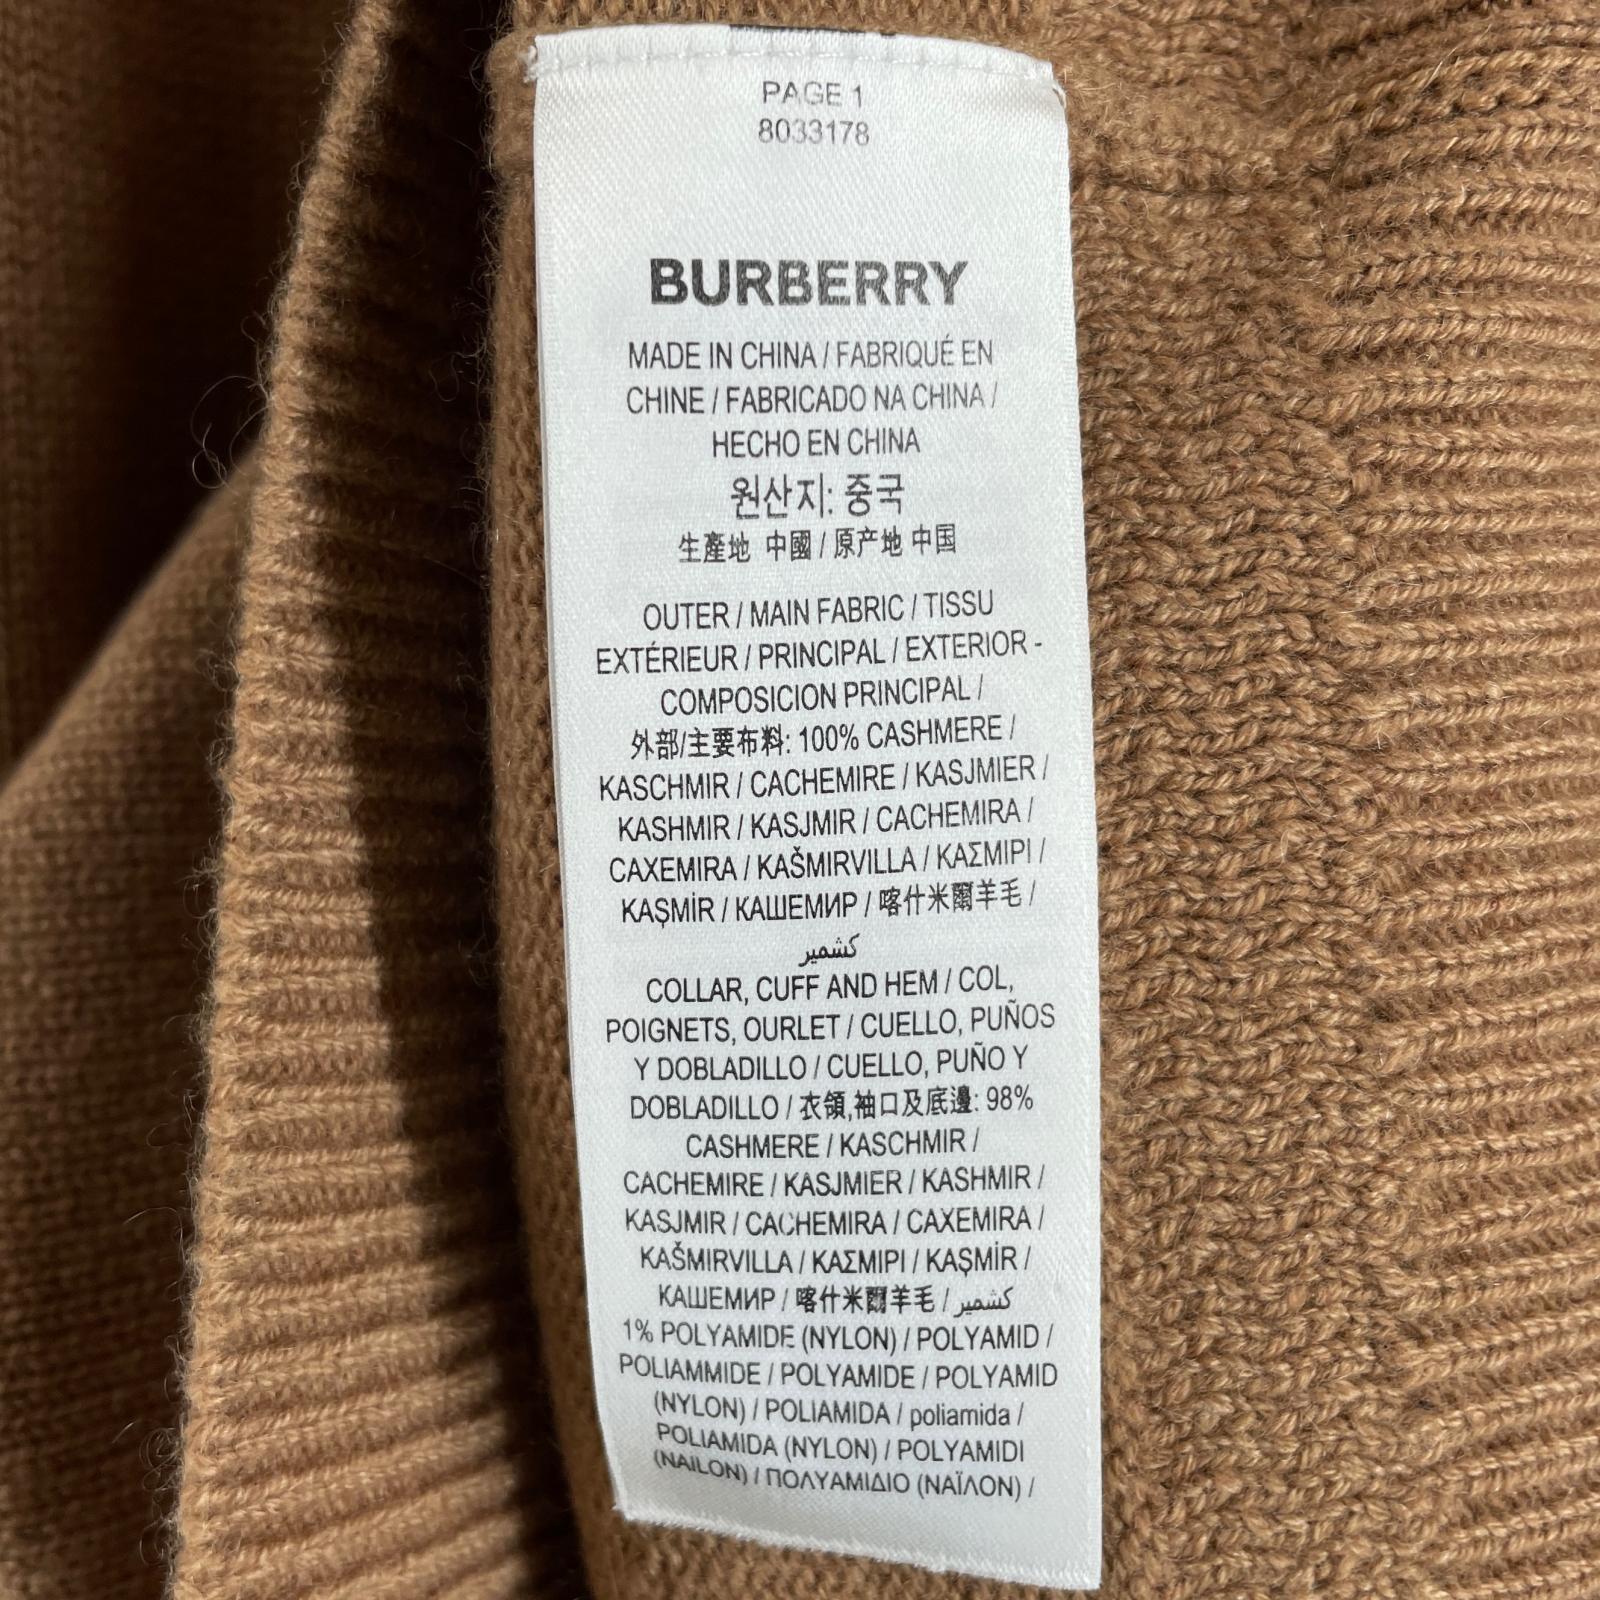 PAGE 1
8033178
BURBERRY
MADE IN CHINA / FABRIQUÉ EN
CHINE / FABRICADO NA CHINA /
HECHO EN CHINA
원산지: 중국
生產地 中國 / 原产地 中国
OUTER / MAIN FABRIC / TISSU
EXTÉRIEUR / PRINCIPAL / EXTERIOR -
COMPOSICION PRINCIPAL /
外部/主要布料: 100% CASHMERE /
KASCHMIR / CACHEMIRE / KASJMIER /
KASHMIR / KASJMIR / CACHEMIRA /
CAXEMIRA / KAŠMIRVILLA / ΚΑΣΜΙΡΙ /
KAŞMİR / КАШЕМИР / 喀什米爾羊毛 /
كشمير
COLLAR, CUFF AND HEM / COL,
POIGNETS, OURLET / CUELLO, PUÑOS
Y DOBLADILLO / CUELLO, PUÑO Y
DOBLADILLO / 衣領,袖口及底邊: 98%
CASHMERE / KASCHMIR /
CACHEMIRE / KASJMIER / KASHMIR /
KASJMIR / CACHEMIRA / CAXEMIRA /
KAŠMIRVILLA / ΚΑΣΜΙΡΙ / KAŞMİR /
КАШЕМИР / 喀什米爾羊毛 / كشمير
1% POLYAMIDE (NYLON) / POLYAMID /
POLIAMMIDE / POLYAMIDE / POLYAMID
(NYLON) / POLIAMIDA / poliamida /
POLIAMIDA (NYLON) / POLYAMIDI
(NAILON) / ΠΟΛΥΑΜΙΔΙΟ (ΝΑΪΛΟΝ) /